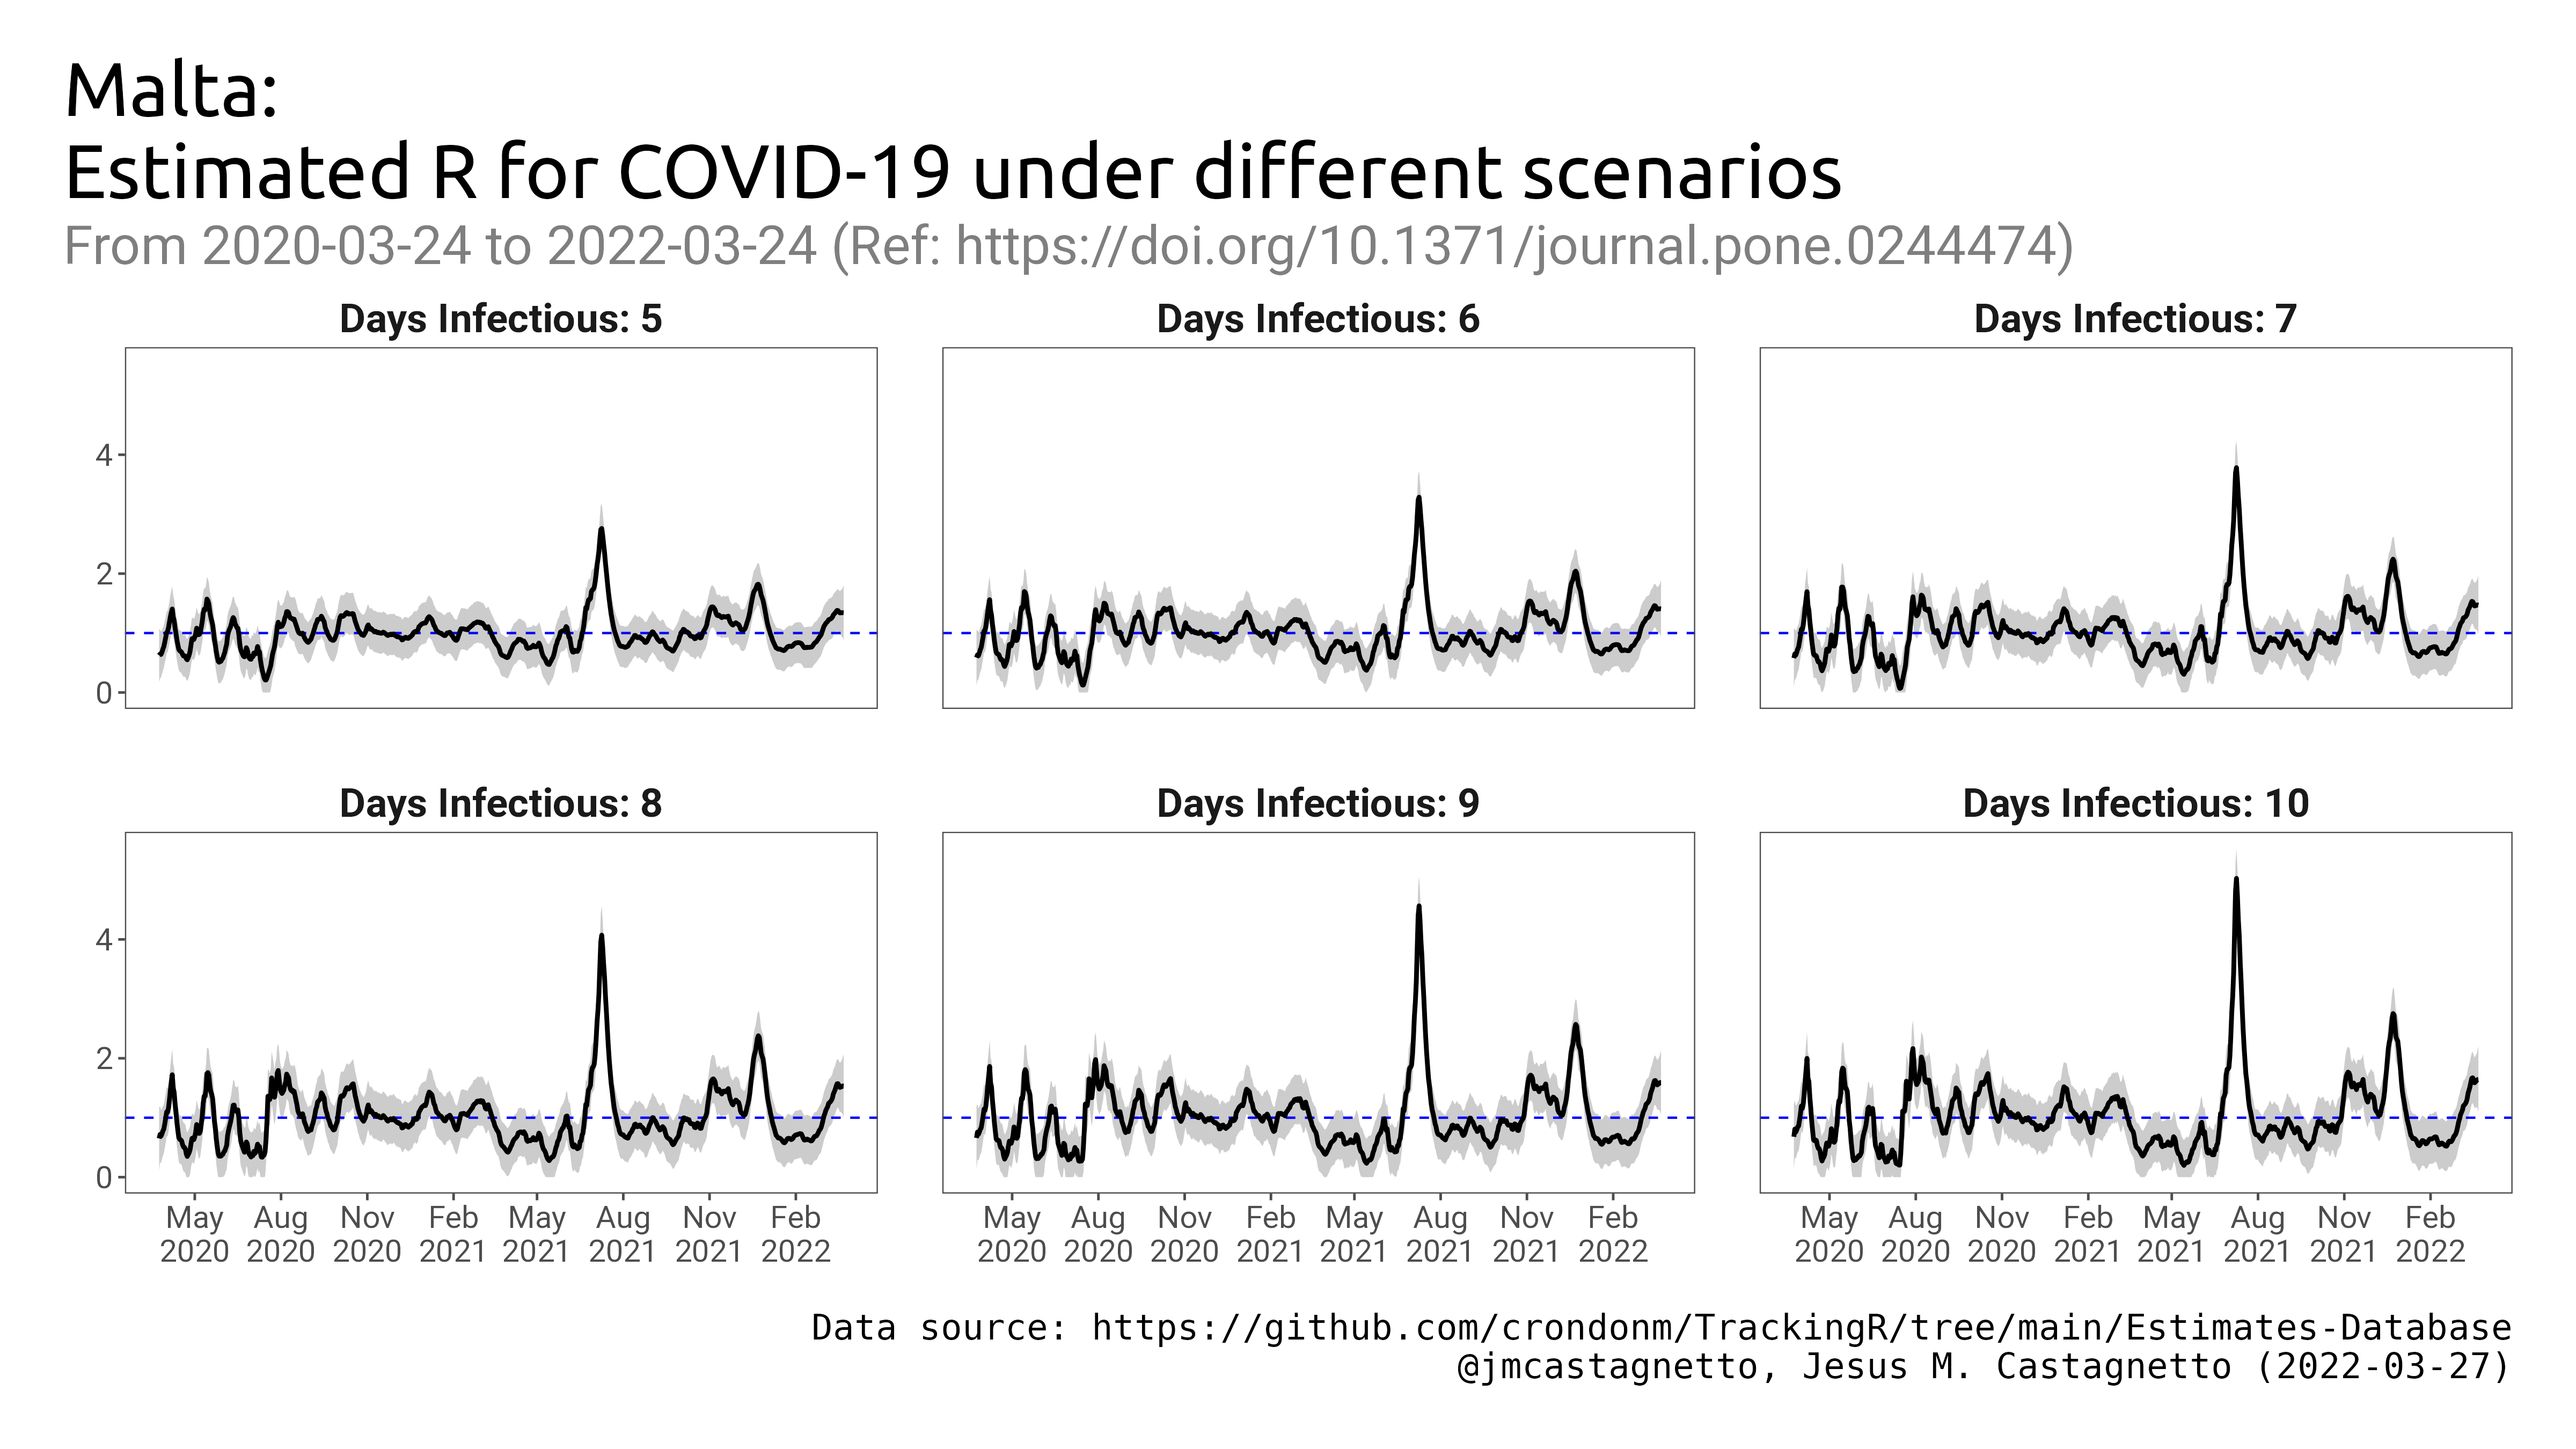 Malta:
Estimated R for COVID-19 under different scenarios
From 2020-03-24 to 2022-03-24 (Ref: https://doi.org/10.1371/journal.pone.0244474)
Days Infectious: 5
Days Infectious: 6
Days Infectious: 7
4
2
0
Days Infectious: 8
Days Infectious: 9
Days Infectious: 10
4
2
0
May Aug Nov Feb May Aug Nov Feb
2020 2020 2020 2021 2021 2021 2021 2022
May Aug Nov Feb May Aug Nov Feb
2020 2020 2020 2021 2021 2021 2021 2022
May Aug Nov Feb May Aug Nov Feb
2020 2020 2020 2021 2021 2021 2021 2022
Data source: https://github.com/crondonm/TrackingR/tree/main/Estimates-Database
@jmcastagnetto, Jesus M. Castagnetto (2022-03-27)